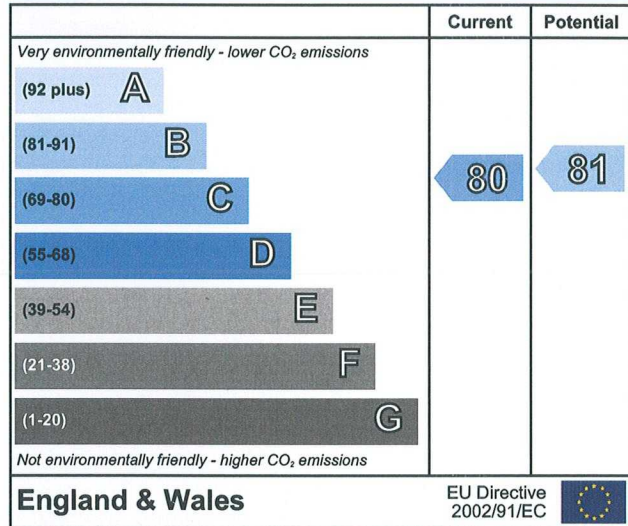 Current Potential
Very environmentally friendly - lower CO₂ emissions
(92 plus) A
(81-91) B
(69-80) C
(55-68) D
(39-54) E
(21-38) F
(1-20) G
80
81
Not environmentally friendly - higher CO₂ emissions
England & Wales
EU Directive
2002/91/EC